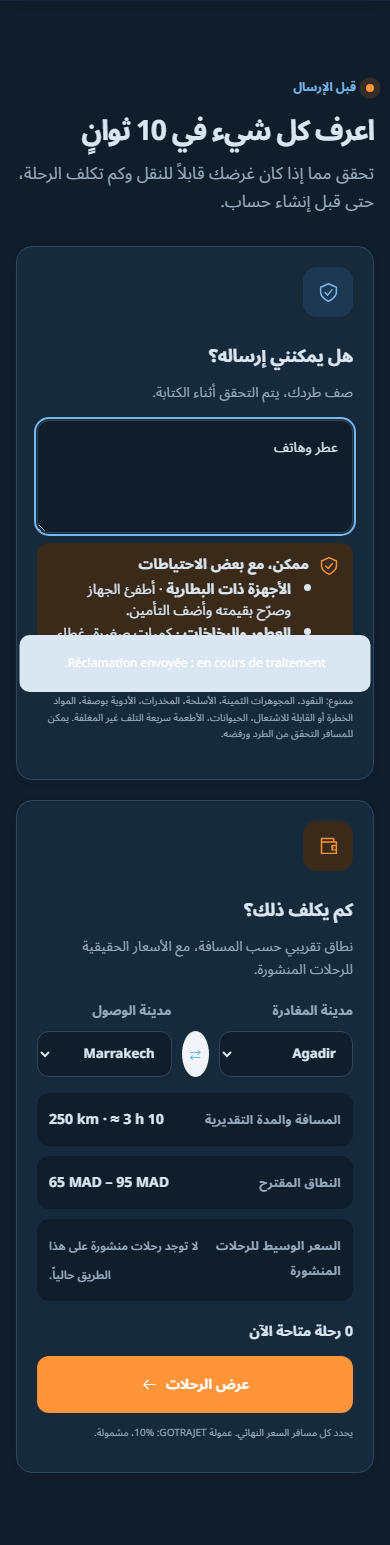 قبل الإرسال
اعرف كل شيء في 10 ثوانٍ
تحقق مما إذا كان غرضك قابلاً للنقل وكم تكلف الرحلة،
حتى قبل إنشاء حساب.
هل يمكنني إرساله؟
صف طردك، يتم التحقق أثناء الكتابة.
عطر وهاتف
ممكن، مع بعض الاحتياطات
الأجهزة ذات البطارية · أطفئ الجهاز
وصرّح بقيمته وأضف التأمين.
العطور والبخاخات · كميات صغيرة، غطاء
Réclamation envoyée : en cours de traitement.
ممنوع: النقود، المجوهرات الثمينة، الأسلحة، المخدرات، الأدوية بوصفة، المواد
الخطرة أو القابلة للاشتعال، الحيوانات، الأطعمة سريعة التلف غير المغلفة. يمكن
للمسافر التحقق من الطرد ورفضه.
كم يكلف ذلك؟
نطاق تقريبي حسب المسافة، مع الأسعار الحقيقية
للرحلات المنشورة.
مدينة المغادرة
مدينة الوصول
Agadir
Marrakech
المسافة والمدة التقديرية
250 km · ≈ 3 h 10
النطاق المقترح
65 MAD – 95 MAD
السعر الوسيط للرحلات
المنشورة
لا توجد رحلات منشورة على هذا
الطريق حالياً.
0 رحلة متاحة الآن
عرض الرحلات
يحدد كل مسافر السعر النهائي. عمولة GOTRAJET: 10%، مشمولة.